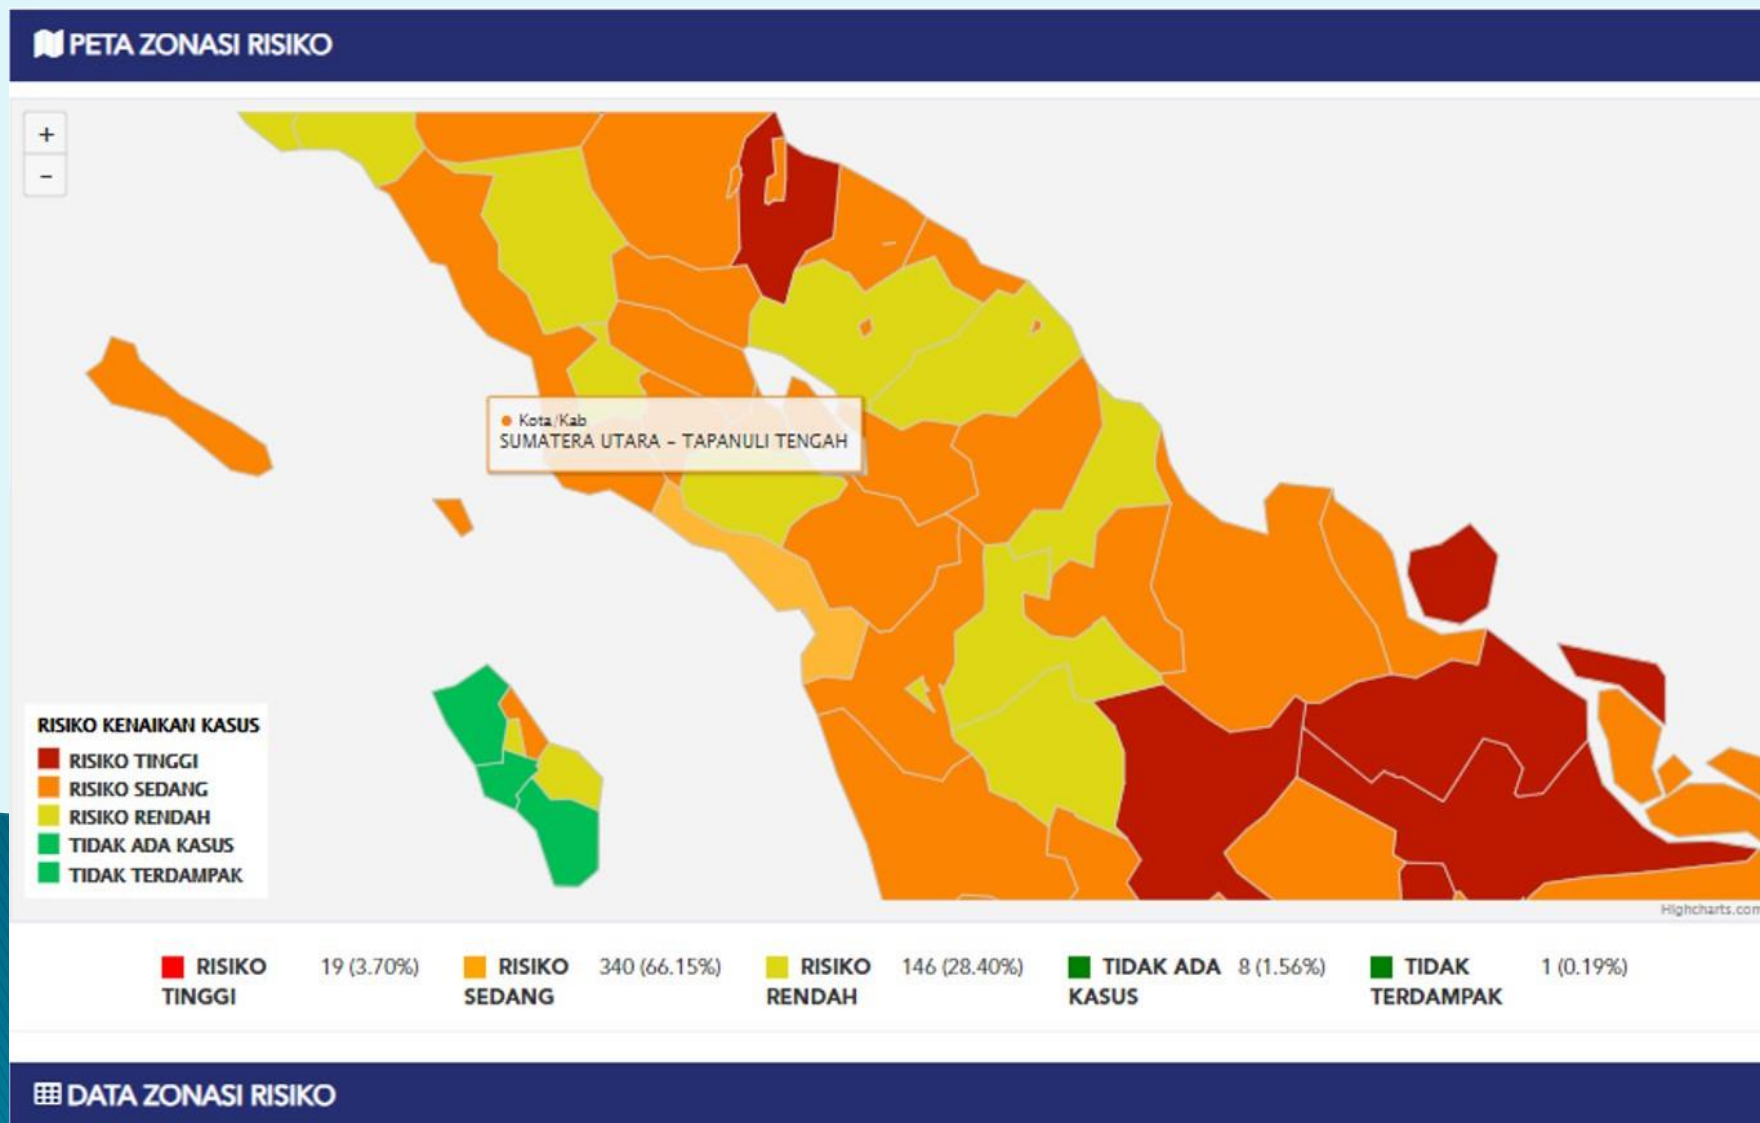 PETA ZONASI RISIKO
+
−
Kota/Kab
SUMATERA UTARA – TAPANULI TENGAH
RISIKO KENAIKAN KASUS
RISIKO TINGGI
RISIKO SEDANG
RISIKO RENDAH
TIDAK ADA KASUS
TIDAK TERDAMPAK
Highcharts.com
RISIKO TINGGI 19 (3.70%)
RISIKO SEDANG 340 (66.15%)
RISIKO RENDAH 146 (28.40%)
TIDAK ADA KASUS 8 (1.56%)
TIDAK TERDAMPAK 1 (0.19%)
DATA ZONASI RISIKO